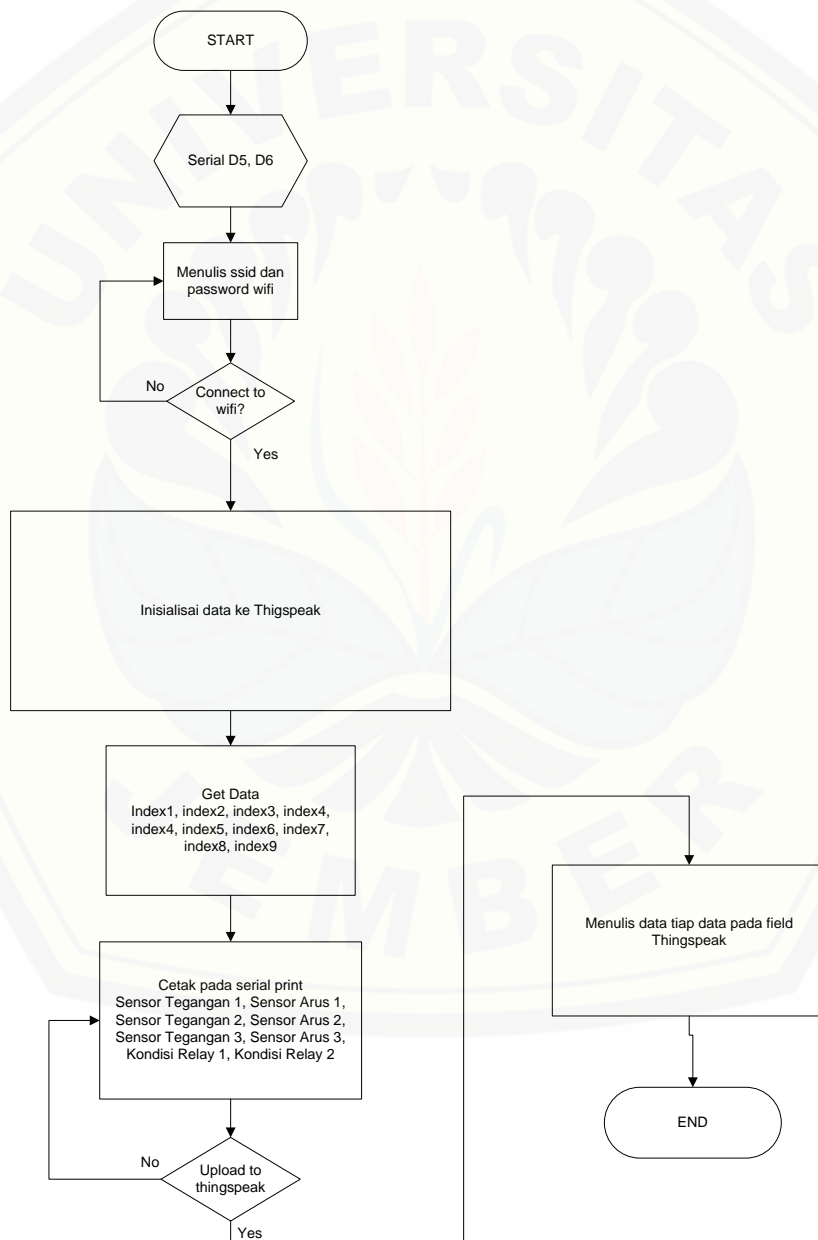 UNIVERSITAS
JEMBER
START
Serial D5, D6
Menulis ssid dan
password wifi
No
Connect to
wifi?
Yes
Inisialisai data ke Thigspeak
Get Data
Index1, index2, index3, index4,
index4, index5, index6, index7,
index8, index9
Cetak pada serial print
Sensor Tegangan 1, Sensor Arus 1,
Sensor Tegangan 2, Sensor Arus 2,
Sensor Tegangan 3, Sensor Arus 3,
Kondisi Relay 1, Kondisi Relay 2
No
Upload to
thingspeak
Yes
Menulis data tiap data pada field
Thingspeak
END